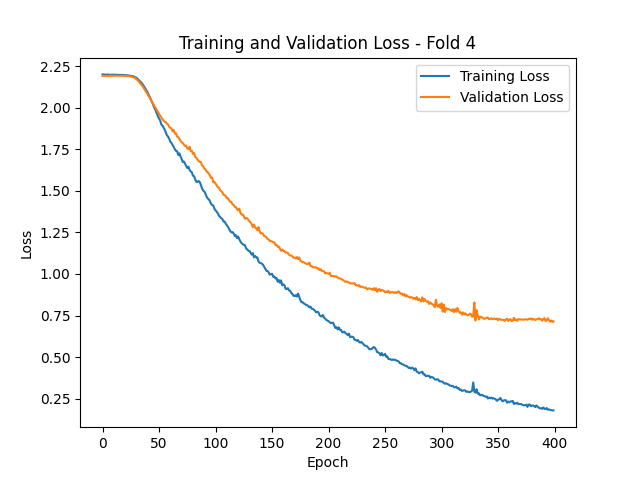 Training and Validation Loss - Fold 4
Training Loss
Validation Loss
Loss
2.25
2.00
1.75
1.50
1.25
1.00
0.75
0.50
0.25
0 50 100 150 200 250 300 350 400
Epoch